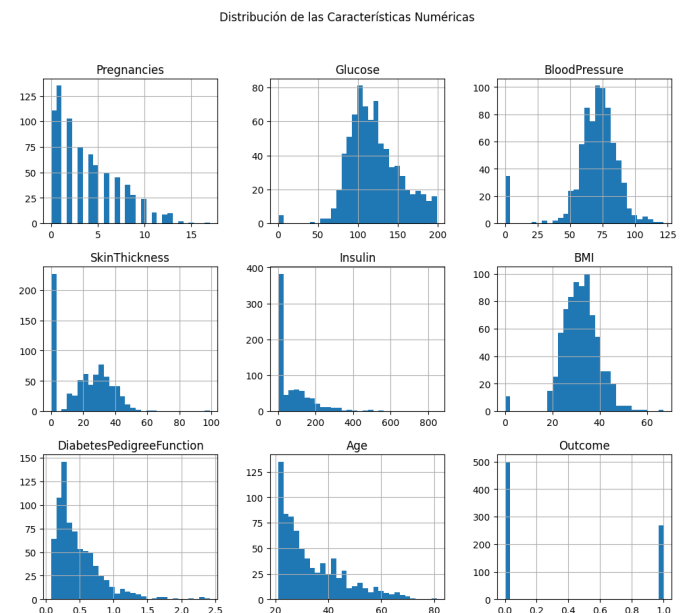 Distribución de las Características Numéricas
Pregnancies
Glucose
BloodPressure
125
100
75
50
25
0
0 5 10 15
80
60
40
20
0
0 50 100 150 200
100
80
60
40
20
0
0 25 50 75 100 125
SkinThickness
Insulin
BMI
200
150
100
50
0
0 20 40 60 80 100
400
300
200
100
0
0 200 400 600 800
100
80
60
40
20
0
0 20 40 60
DiabetesPedigreeFunction
Age
Outcome
150
125
100
75
50
25
0
0.0 0.5 1.0 1.5 2.0 2.5
125
100
75
50
25
0
20 40 60 80
500
400
300
200
100
0
0.0 0.2 0.4 0.6 0.8 1.0